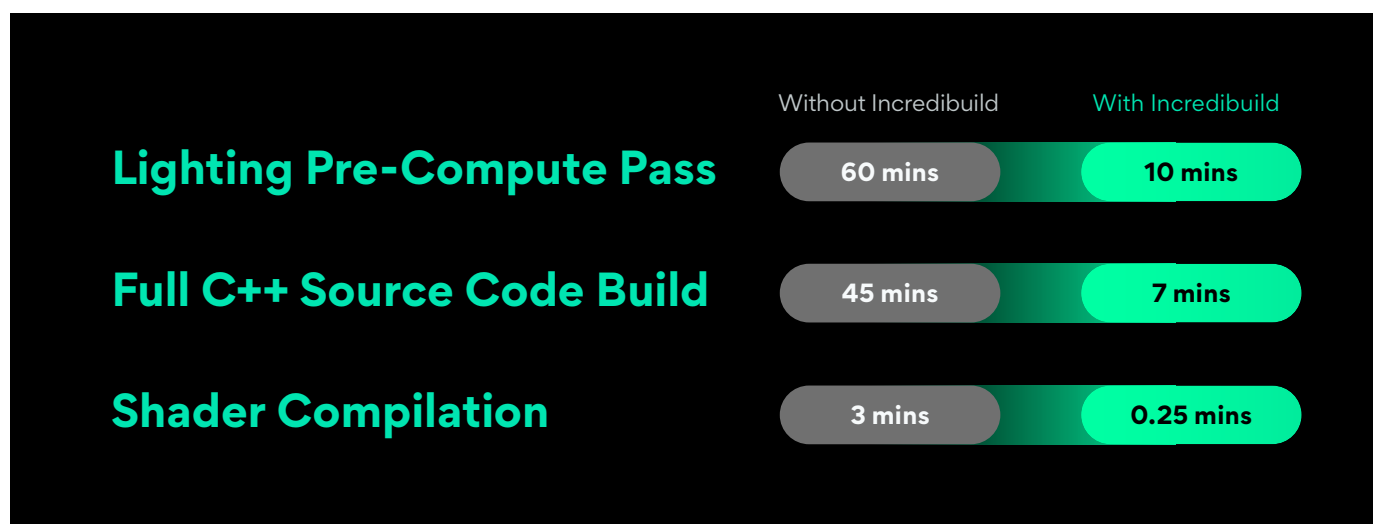 Without Incredibuild With Incredibuild
Lighting Pre-Compute Pass 60 mins 10 mins
Full C++ Source Code Build 45 mins 7 mins
Shader Compilation 3 mins 0.25 mins